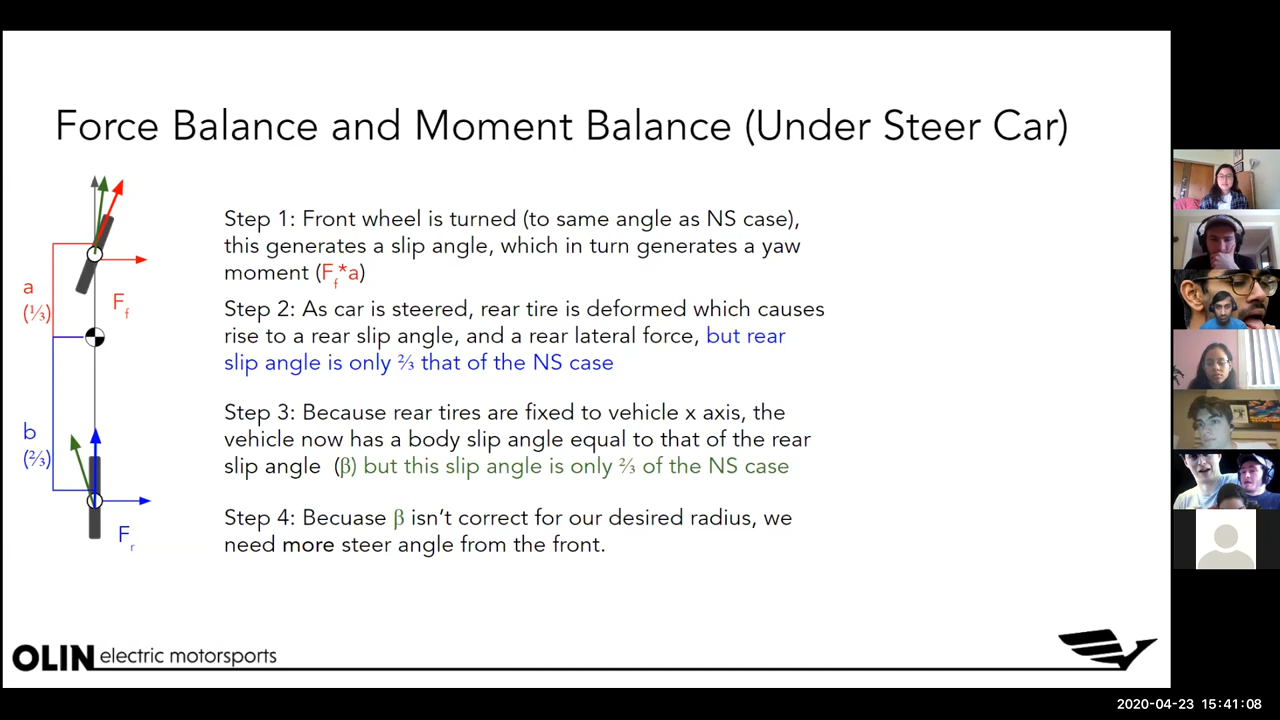 Force Balance and Moment Balance (Under Steer Car)
a
(⅓)
F
f
b
(⅔)
F
r
Step 1: Front wheel is turned (to same angle as NS case),
this generates a slip angle, which in turn generates a yaw
moment (Ff*a)
Step 2: As car is steered, rear tire is deformed which causes
rise to a rear slip angle, and a rear lateral force, but rear
slip angle is only ⅔ that of the NS case
Step 3: Because rear tires are fixed to vehicle x axis, the
vehicle now has a body slip angle equal to that of the rear
slip angle (β) but this slip angle is only ⅔ of the NS case
Step 4: Becuase β isn't correct for our desired radius, we
need more steer angle from the front.
OLIN electric motorsports
2020-04-23 15:41:08